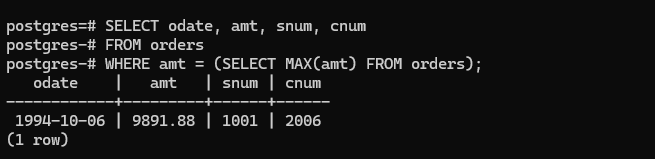 postgres=# SELECT odate, amt, snum, cnum
postgres-# FROM orders
postgres-# WHERE amt = (SELECT MAX(amt) FROM orders);
   odate    |   amt   | snum | cnum
------------+---------+------+------
 1994-10-06 | 9891.88 | 1001 | 2006
(1 row)